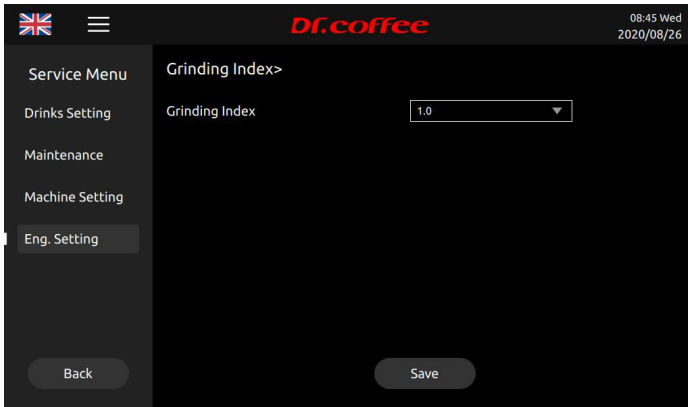 Dr.coffee
08:45 Wed
2020/08/26
Service Menu
Drinks Setting
Maintenance
Machine Setting
Eng. Setting
Back
Grinding Index>
Grinding Index
1.0
Save